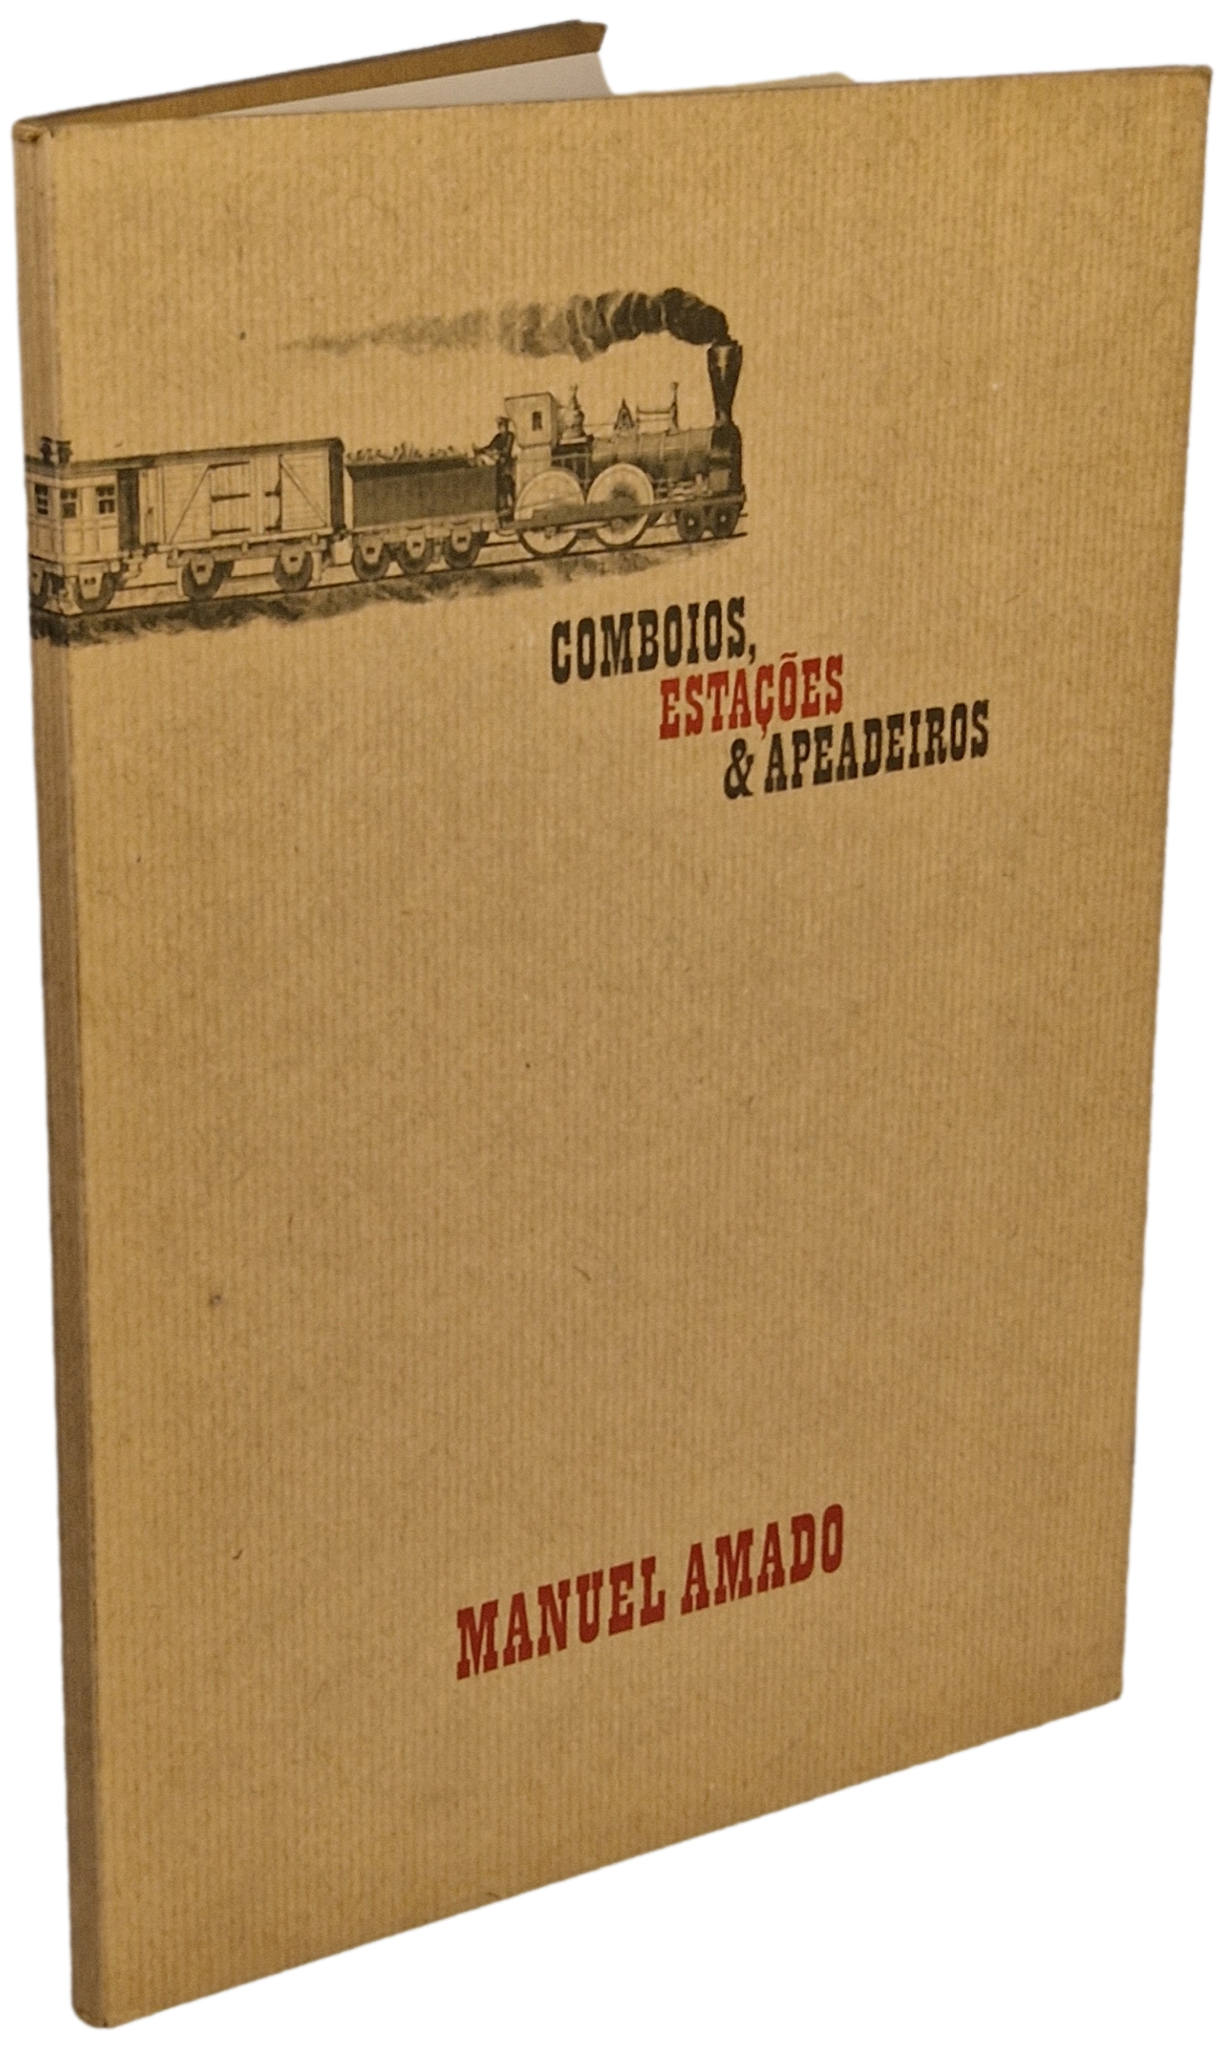 COMBOIOS,
ESTAÇÕES
& APEADEIROS
MANUEL AMADO